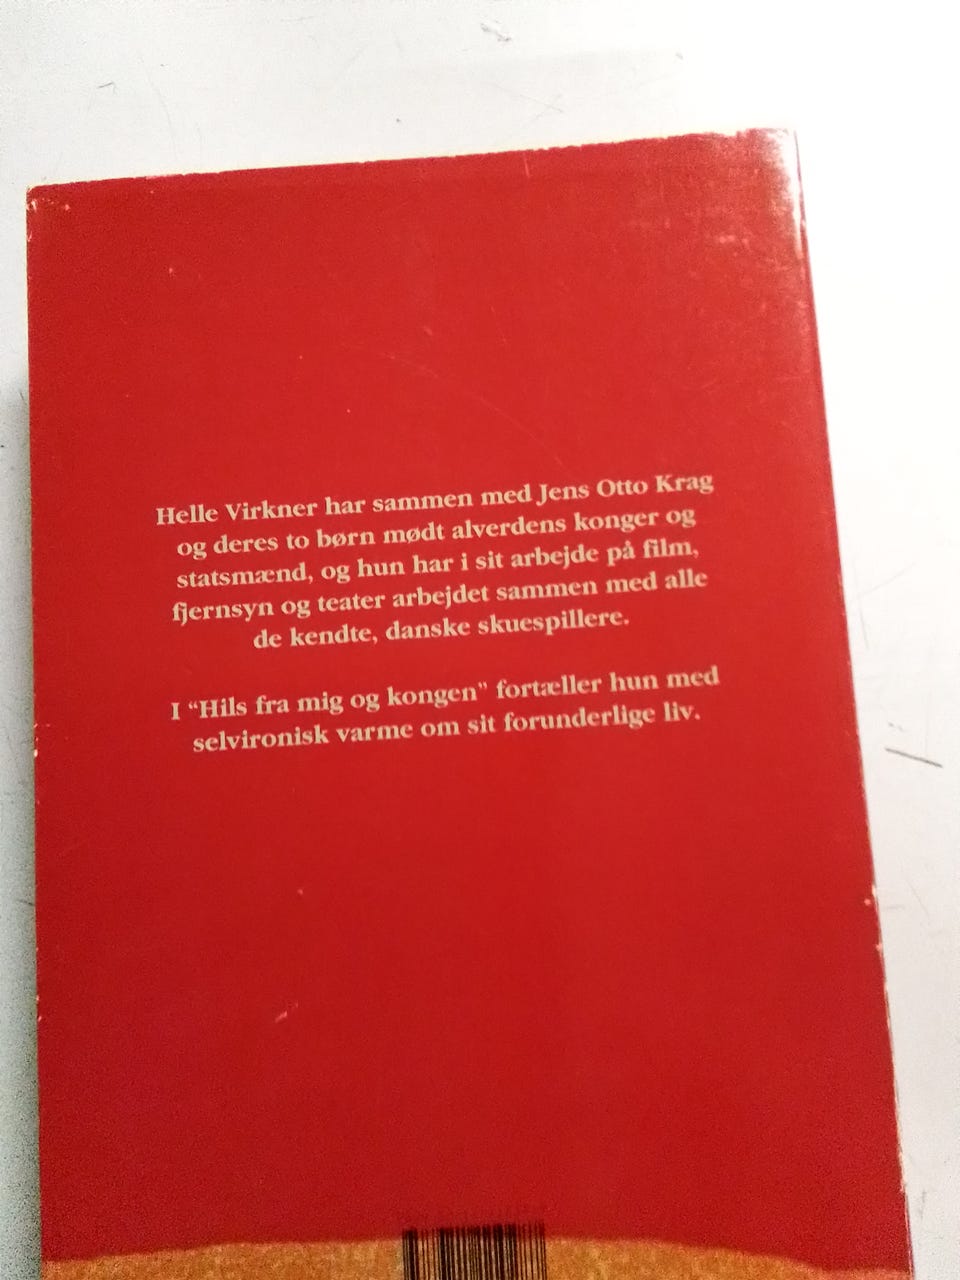 Helle Virkner har sammen med Jens Otto Krag
og deres to børn mødt alverdens konger og
statsmænd, og hun har i sit arbejde på film,
fjernsyn og teater arbejdet sammen med alle
de kendte, danske skuespillere.
I “Hils fra mig og kongen” fortæller hun med
selvironisk varme om sit forunderlige liv.